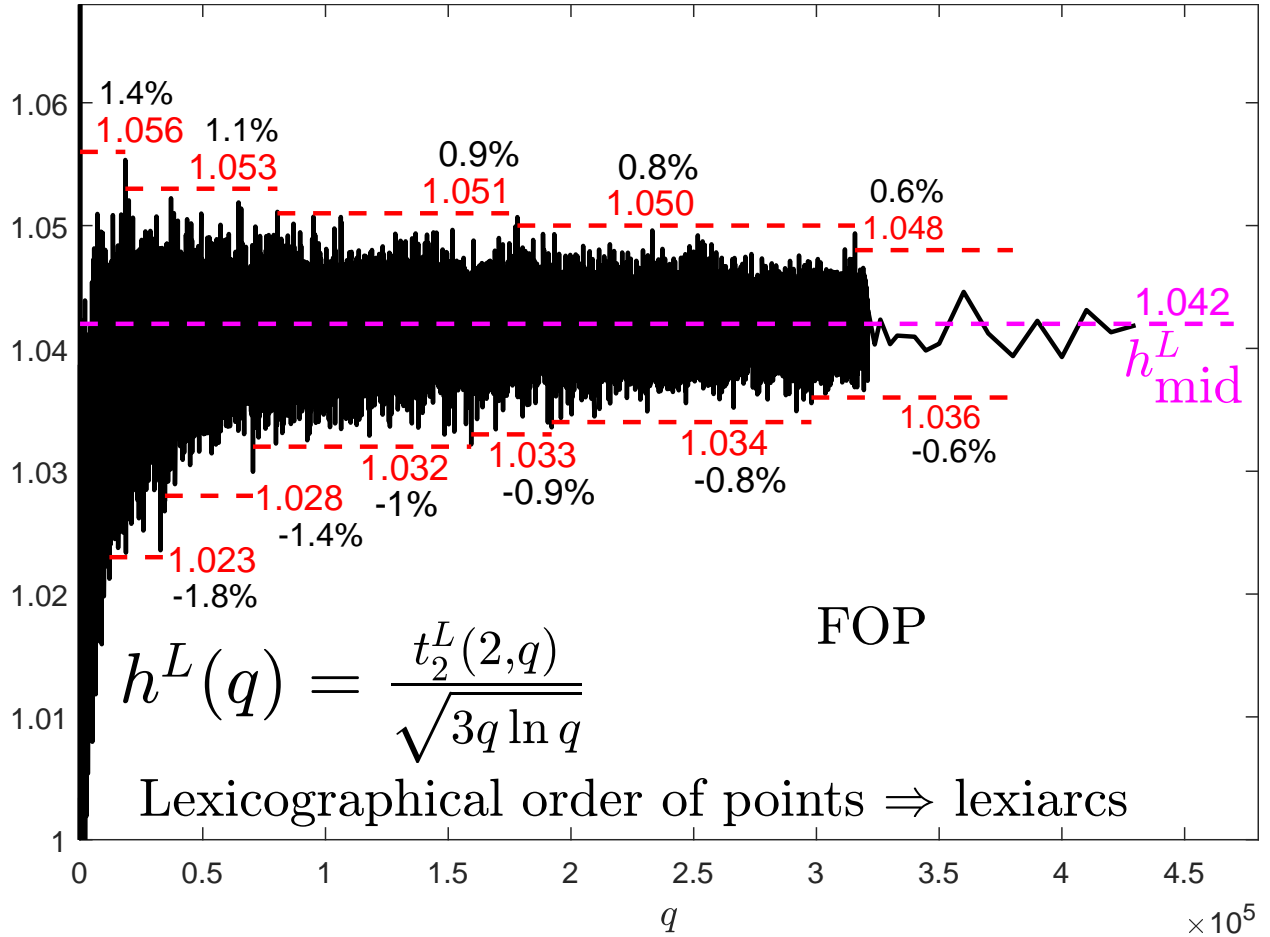 1.4%
1.06
1.056 1.1%
1.053 0.9% 0.8%
1.051 1.050 0.6%
1.05 1.048
1.042
1.04
h^L_mid
1.036
-0.6%
1.03 1.032 1.033 1.034
-1% -0.9% -0.8%
1.028
-1.4%
1.023
-1.8%
1.02
FOP
h^L(q) = t_2^L(2,q) / √(3q ln q)
1.01
Lexicographical order of points ⇒ lexiarcs
1
0 0.5 1 1.5 2 2.5 3 3.5 4 4.5
q
×10^5